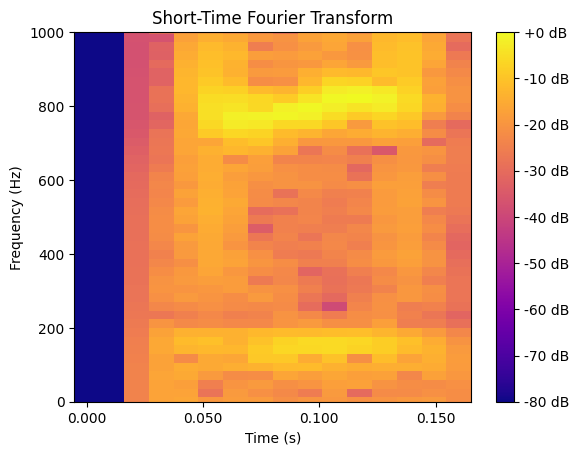 Short-Time Fourier Transform
1000
800
600
400
200
0
Frequency (Hz)
0.000
0.050
0.100
0.150
Time (s)
+0 dB
-10 dB
-20 dB
-30 dB
-40 dB
-50 dB
-60 dB
-70 dB
-80 dB